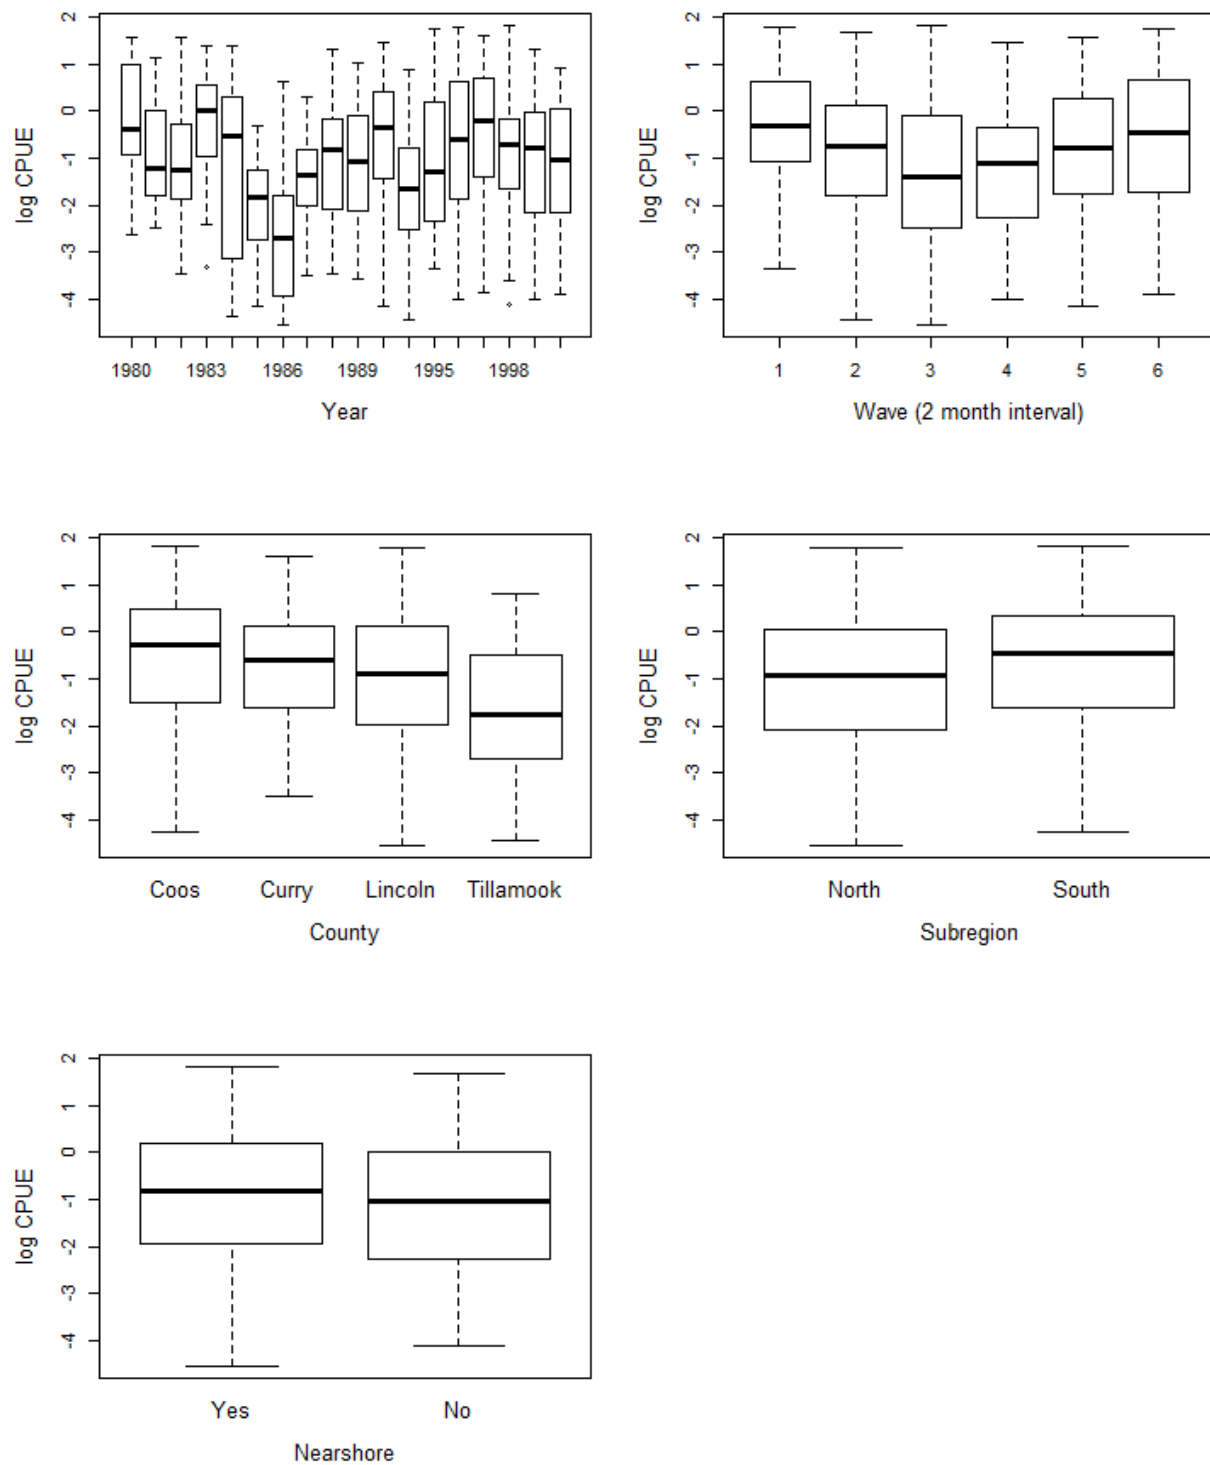 2
1
0
-1
-2
-3
-4
log CPUE
1980 1983 1986 1989 1995 1998
Year
2
1
0
-1
-2
-3
-4
log CPUE
1 2 3 4 5 6
Wave (2 month interval)
2
1
0
-1
-2
-3
-4
log CPUE
Coos Curry Lincoln Tillamook
County
2
1
0
-1
-2
-3
-4
log CPUE
North South
Subregion
2
1
0
-1
-2
-3
-4
log CPUE
Yes No
Nearshore